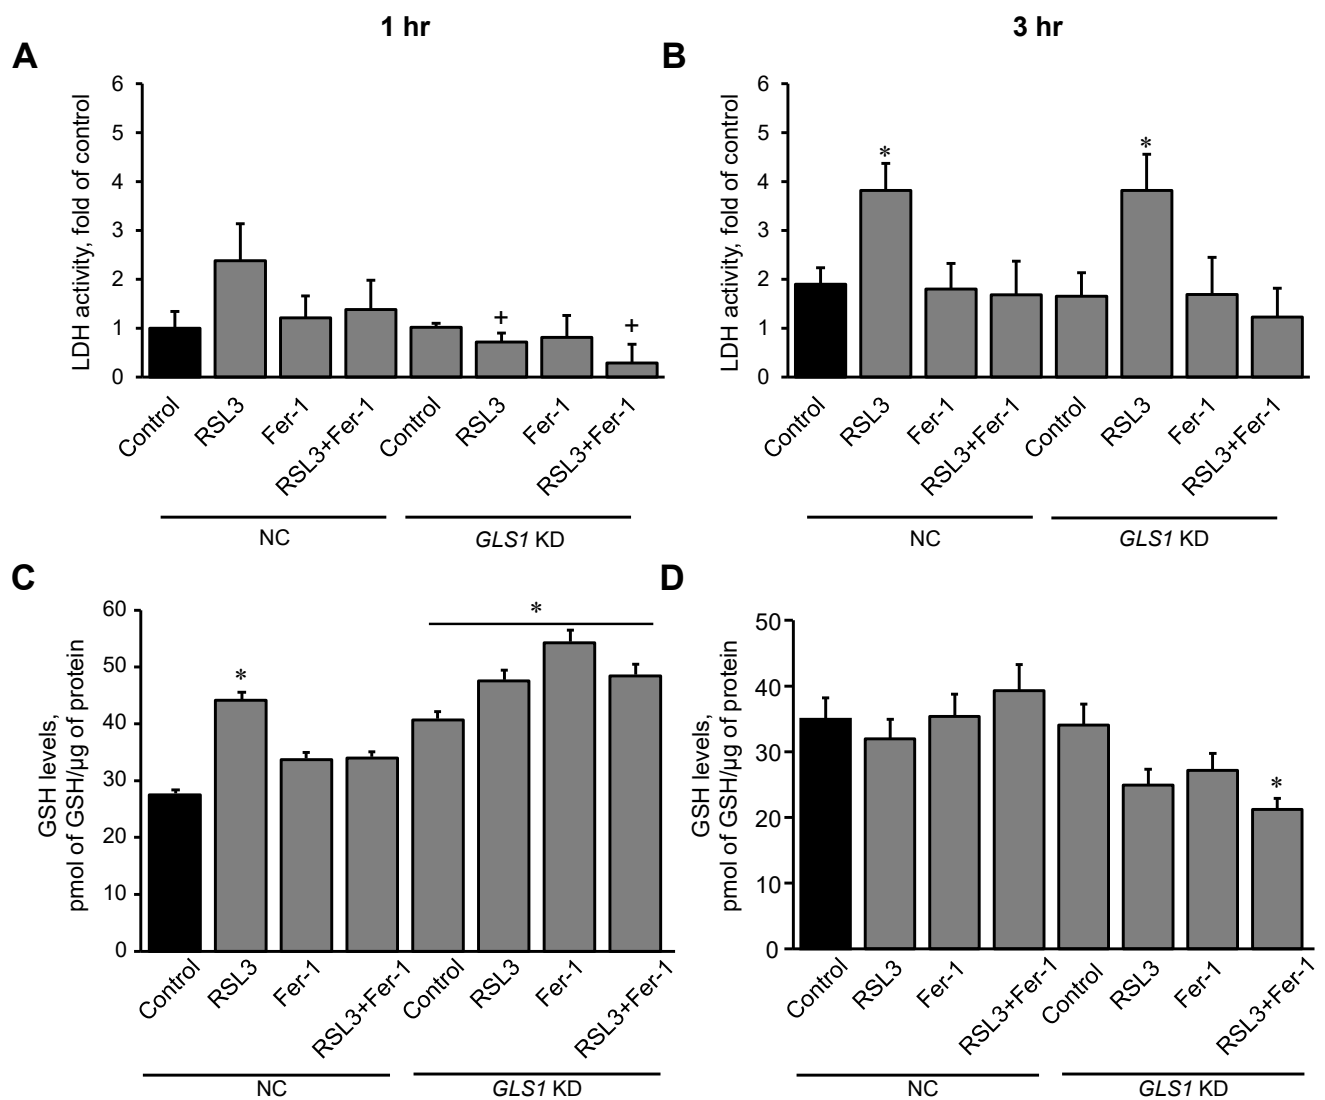 1 hr
3 hr
A
B
LDH activity, fold of control
6
5
4
3
2
1
0
*
+
+
Control
RSL3
Fer-1
RSL3+Fer-1
Control
RSL3
Fer-1
RSL3+Fer-1
NC
GLS1 KD
LDH activity, fold of control
6
5
4
3
2
1
0
*
*
Control
RSL3
Fer-1
RSL3+Fer-1
Control
RSL3
Fer-1
RSL3+Fer-1
NC
GLS1 KD
C
D
GSH levels,
pmol of GSH/µg of protein
60
50
40
30
20
10
0
*
*
Control
RSL3
Fer-1
RSL3+Fer-1
Control
RSL3
Fer-1
RSL3+Fer-1
NC
GLS1 KD
GSH levels,
pmol of GSH/µg of protein
50
40
30
20
10
0
*
Control
RSL3
Fer-1
RSL3+Fer-1
Control
RSL3
Fer-1
RSL3+Fer-1
NC
GLS1 KD